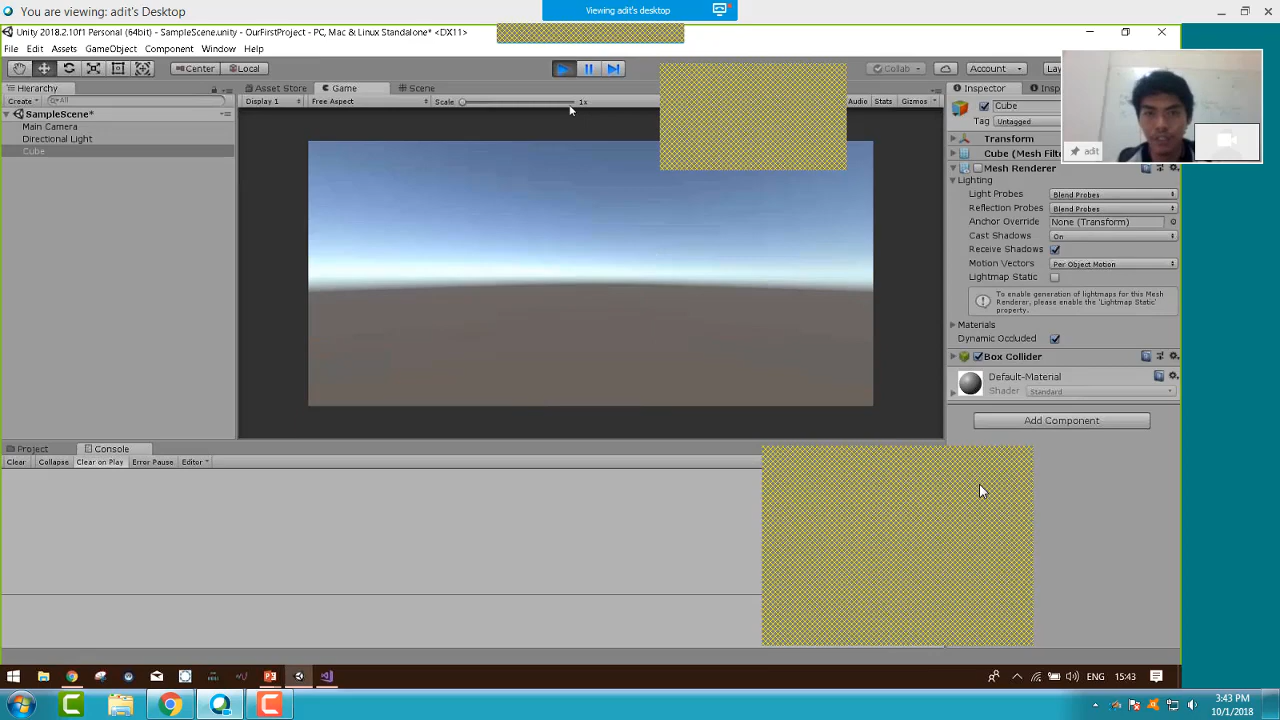 You are viewing: adit's Desktop
Viewing adit's desktop
Unity 2018.2.10f1 Personal (64bit) - SampleScene.unity - OurFirstProject - PC, Mac & Linux Standalone* <DX11>
File Edit Assets GameObject Component Window Help
Center Local Collab Account
Hierarchy Asset Store Game Scene Inspector
Create All Display 1 Free Aspect Scale 1x Audio Stats Gizmos Cube
SampleScene*
Tag Untagged
Main Camera
Directional Light
Cube
adit
Transform
Cube (Mesh Filt
Mesh Renderer
Lighting
Light Probes Blend Probes
Reflection Probes Blend Probes
Anchor Override None (Transform)
Cast Shadows On
Receive Shadows
Motion Vectors Per Object Motion
Lightmap Static
To enable generation of lightmaps for this Mesh
Renderer, please enable the 'Lightmap Static'
property.
Materials
Dynamic Occluded
Box Collider
Default-Material
Shader Standard
Add Component
Project Console
Clear Collapse Clear on Play Error Pause Editor
ENG 15:43
3:43 PM
10/1/2018